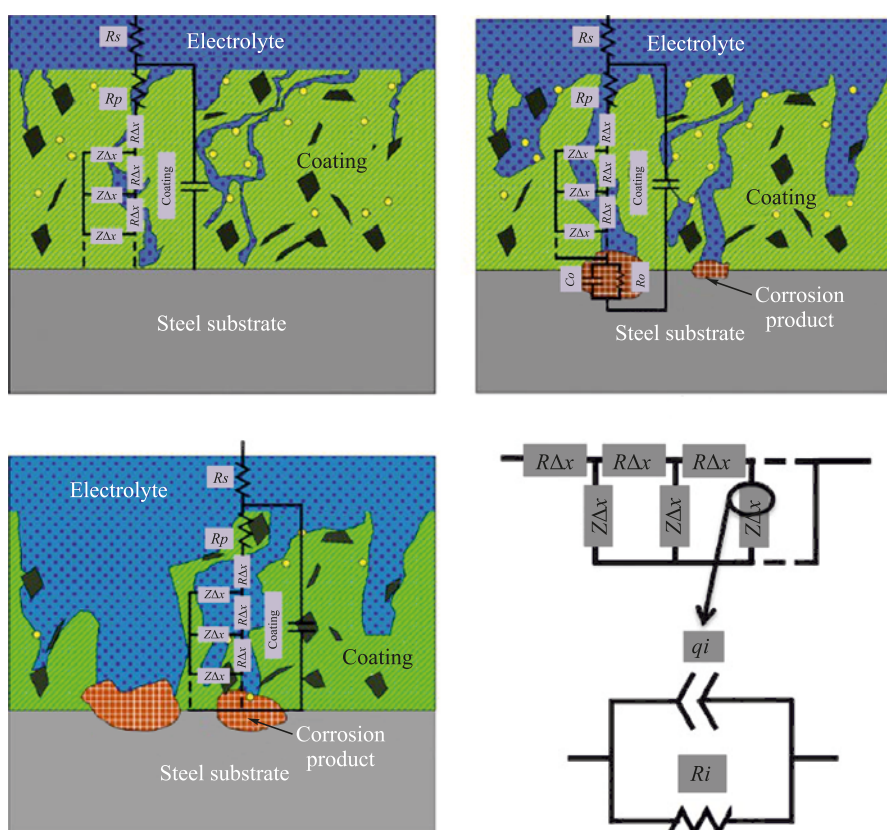 Rs
Electrolyte
Rp
RΔx
ZΔx
RΔx
Coating
ZΔx
RΔx
ZΔx
Coating
Steel substrate
Rs
Electrolyte
Rp
RΔx
ZΔx
RΔx
Coating
ZΔx
RΔx
ZΔx
Coating
Co
Ro
Corrosion
product
Steel substrate
Rs
Electrolyte
Rp
RΔx
ZΔx
RΔx
Coating
ZΔx
RΔx
ZΔx
Coating
Corrosion
product
Steel substrate
RΔx RΔx RΔx
ZΔx ZΔx ZΔx
qi
Ri